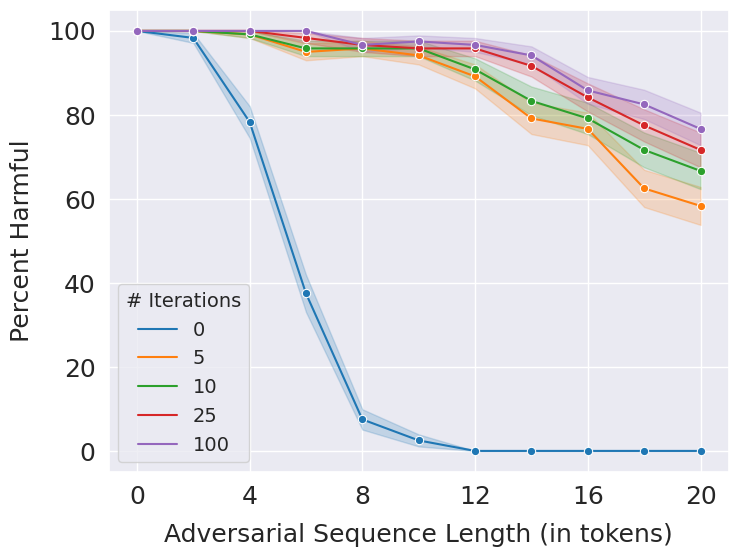 100
80
60
40
20
0
Percent Harmful
# Iterations
0
5
10
25
100
0 4 8 12 16 20
Adversarial Sequence Length (in tokens)